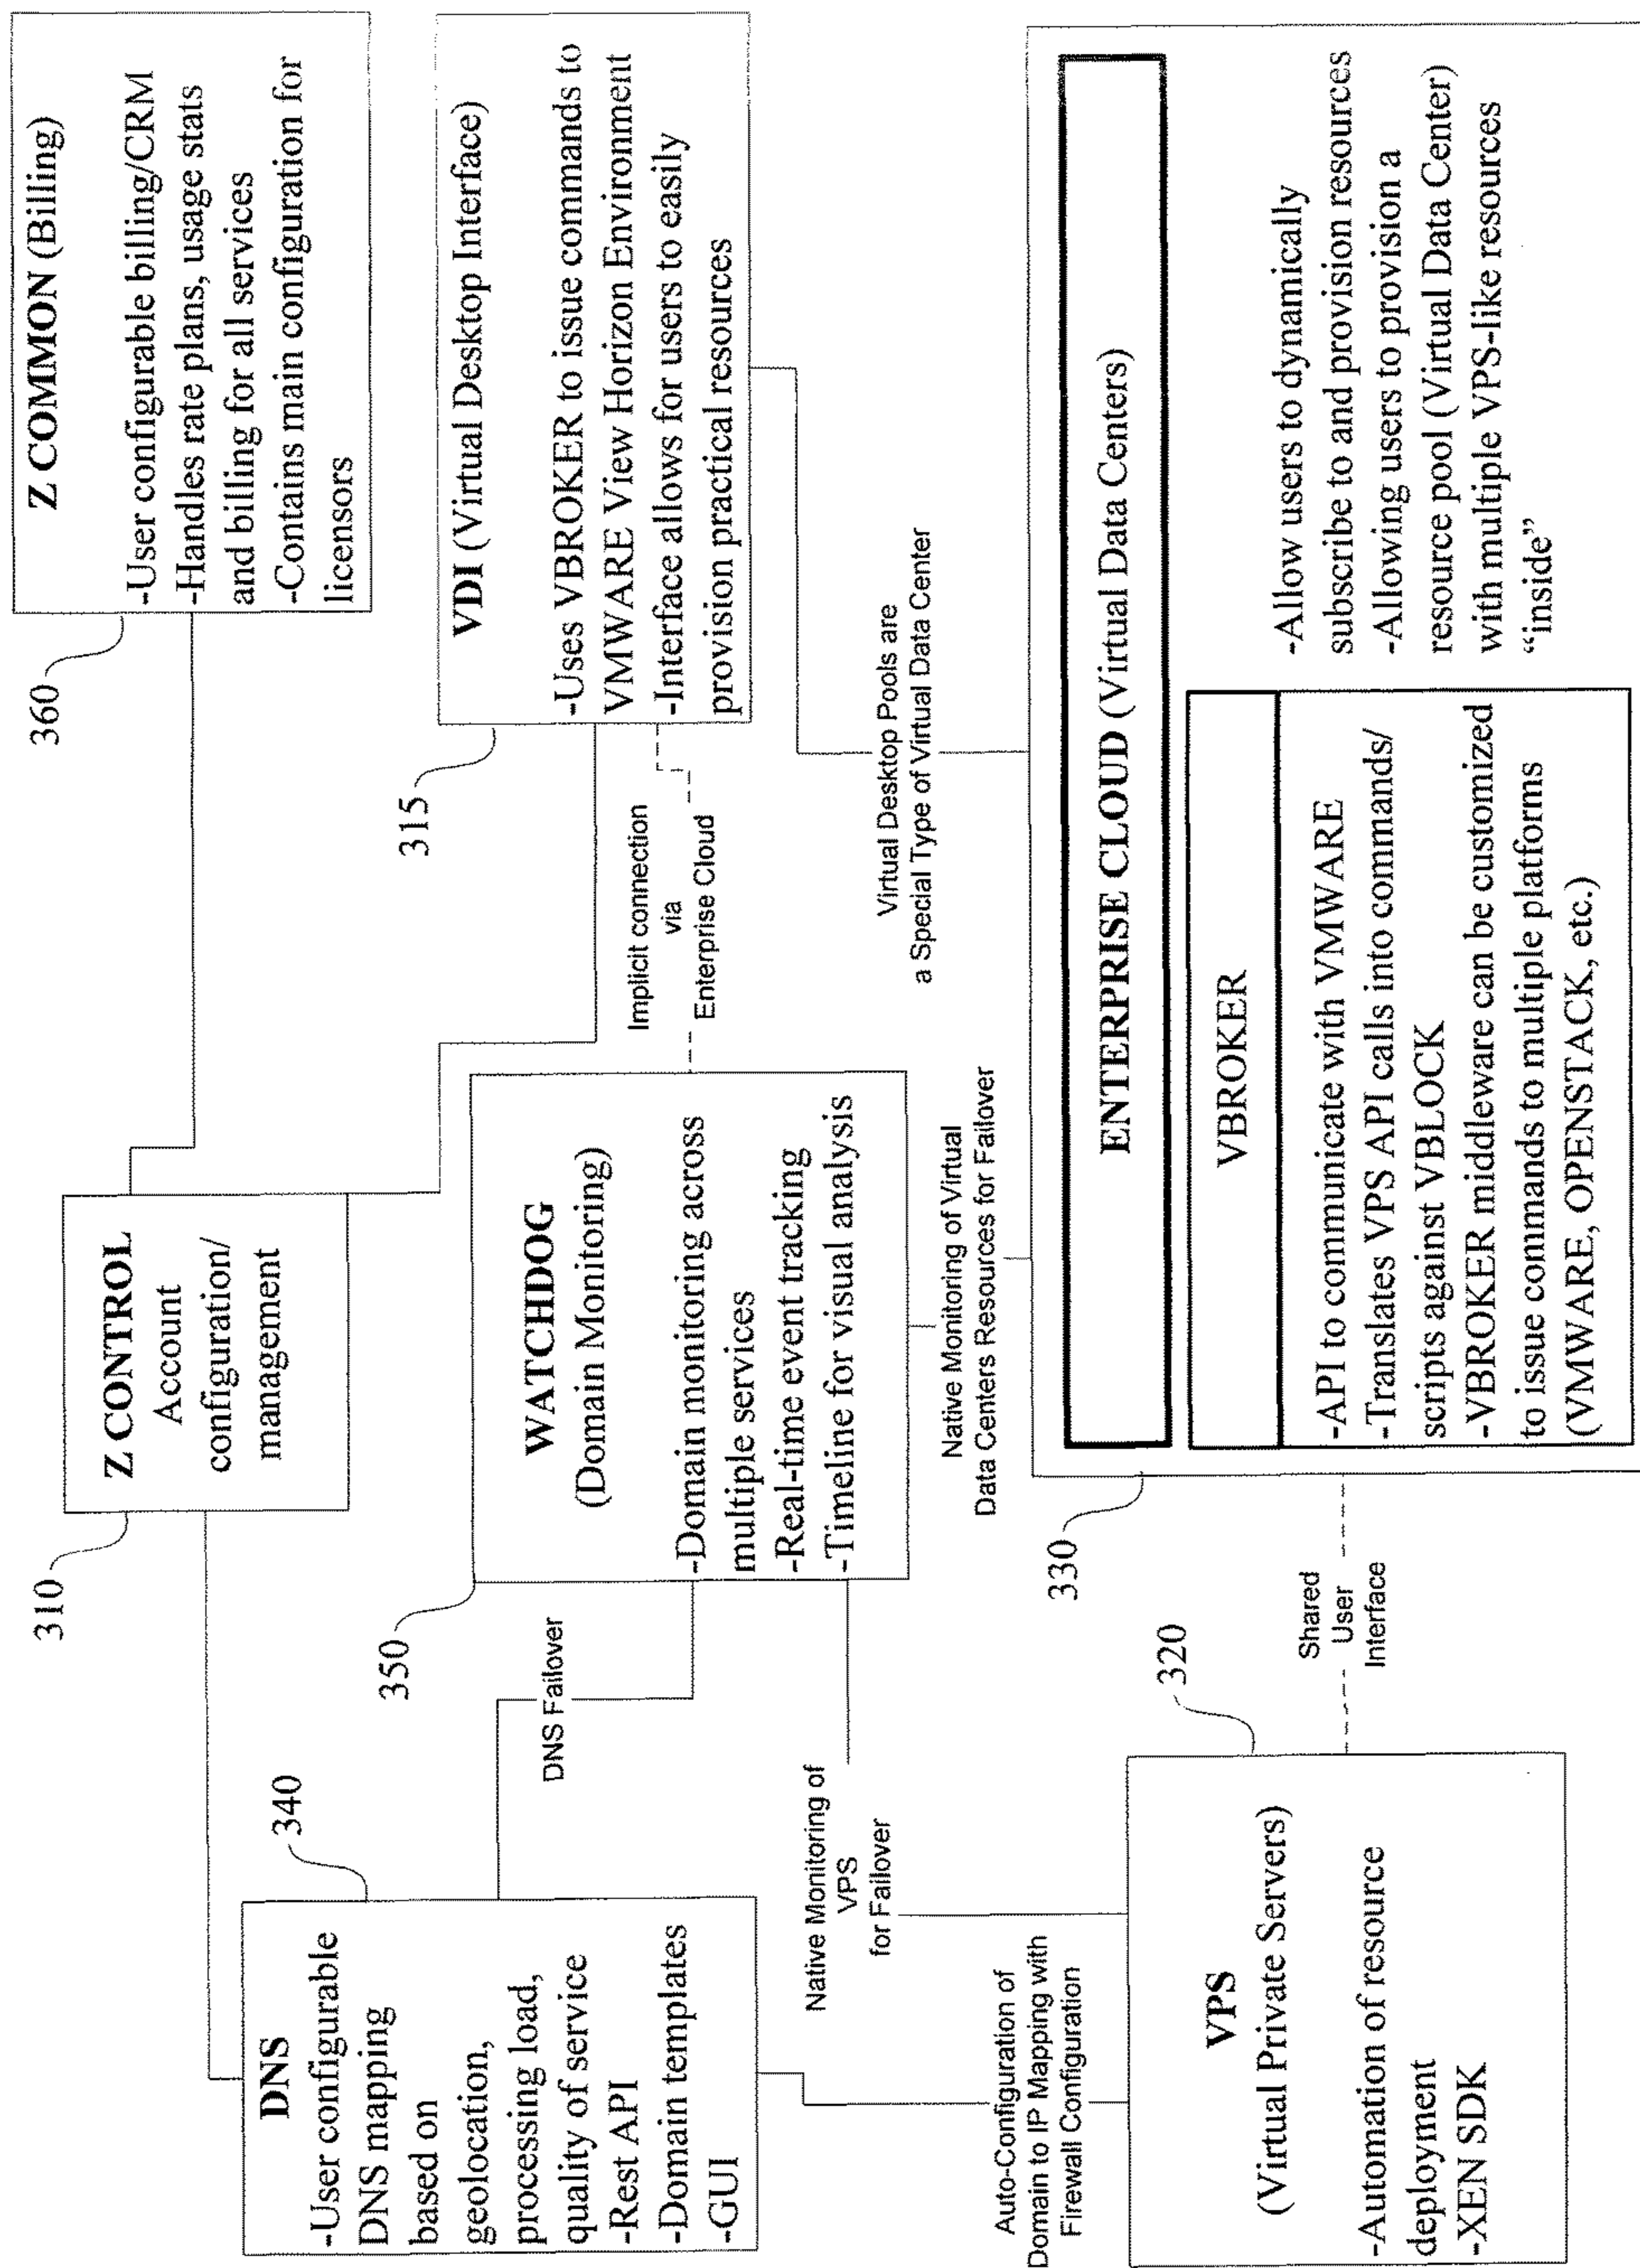 Z COMMON (Billing)
-User configurable billing/CRM
-Handles rate plans, usage stats
and billing for all services
-Contains main configuration for
licensors
360
Z CONTROL
Account
configuration/
management
310
DNS
-User configurable
DNS mapping
based on
geolocation,
processing load,
quality of service
-Rest API
-Domain templates
-GUI
340
DNS Failover
WATCHDOG
(Domain Monitoring)
-Domain monitoring across
multiple services
-Real-time event tracking
-Timeline for visual analysis
350
Implicit connection
via
Enterprise Cloud
VDI (Virtual Desktop Interface)
-Uses VBROKER to issue commands to
VMWARE View Horizon Environment
-Interface allows for users to easily
provision practical resources
315
Native Monitoring of
VPS
for Failover
Native Monitoring of Virtual
Data Centers Resources for Failover
Virtual Desktop Pools are
a Special Type of Virtual Data Center
Auto-Configuration of
Domain to IP Mapping with
Firewall Configuration
VPS
(Virtual Private Servers)
-Automation of resource
deployment
-XEN SDK
320
Shared
User
Interface
330
ENTERPRISE CLOUD (Virtual Data Centers)
VBROKER
-API to communicate with VMWARE
-Translates VPS API calls into commands/
scripts against VBLOCK
-VBROKER middleware can be customized
to issue commands to multiple platforms
(VMWARE, OPENSTACK, etc.)
-Allow users to dynamically
subscribe to and provision resources
-Allowing users to provision a
resource pool (Virtual Data Center)
with multiple VPS-like resources
“inside”